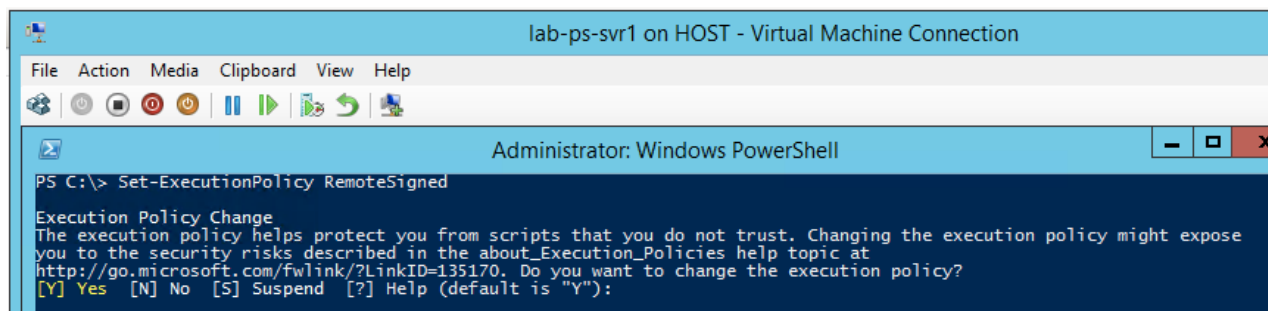 lab-ps-svr1 on HOST - Virtual Machine Connection
File Action Media Clipboard View Help
Administrator: Windows PowerShell
PS C:\> Set-ExecutionPolicy RemoteSigned
Execution Policy Change
The execution policy helps protect you from scripts that you do not trust. Changing the execution policy might expose
you to the security risks described in the about_Execution_Policies help topic at
http://go.microsoft.com/fwlink/?LinkID=135170. Do you want to change the execution policy?
[Y] Yes  [N] No  [S] Suspend  [?] Help (default is "Y"):